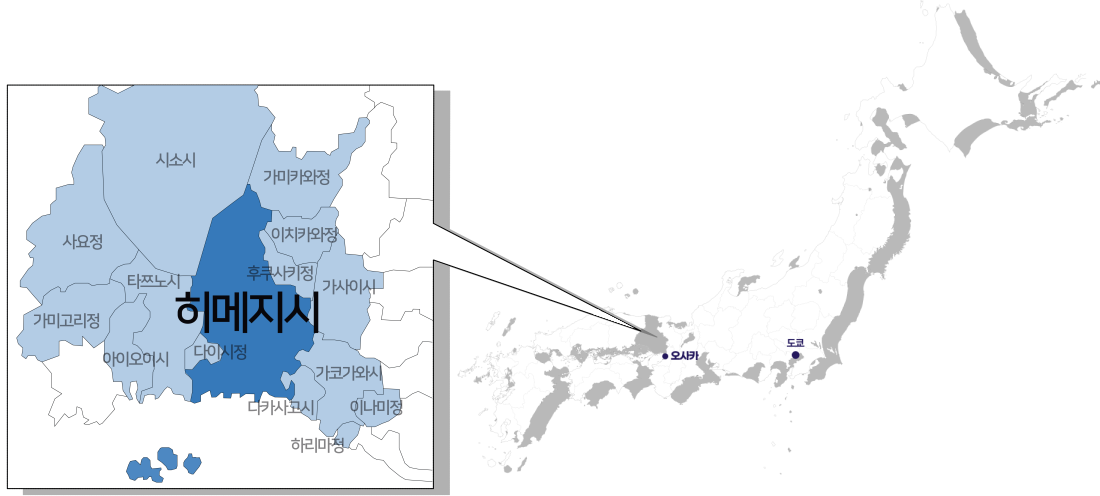 시소시
가미카와정
사요정
이치카와정
후쿠사키정
타쯔노시
가사이시
히메지시
가미고리정
아이오이시
다이시정
가코가와시
다카사고시
이나미정
하리마정
도쿄
오사카